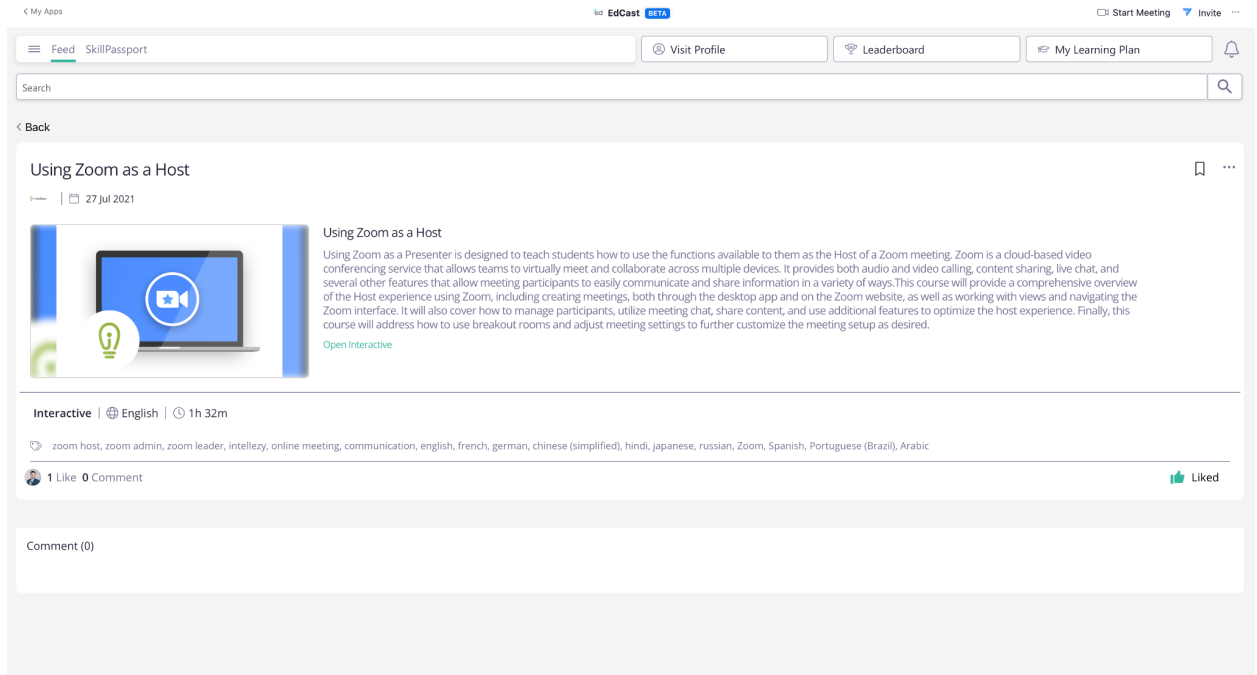 My Apps
ed EdCast BETA
Start Meeting
Invite
Feed SkillPassport
Visit Profile
Leaderboard
My Learning Plan
Search
Back
Using Zoom as a Host
27 Jul 2021
Using Zoom as a Host
Using Zoom as a Presenter is designed to teach students how to use the functions available to them as the Host of a Zoom meeting. Zoom is a cloud-based video
conferencing service that allows teams to virtually meet and collaborate across multiple devices. It provides both audio and video calling, content sharing, live chat, and
several other features that allow meeting participants to easily communicate and share information in a variety of ways.This course will provide a comprehensive overview
of the Host experience using Zoom, including creating meetings, both through the desktop app and on the Zoom website, as well as working with views and navigating the
Zoom interface. It will also cover how to manage participants, utilize meeting chat, share content, and use additional features to optimize the host experience. Finally, this
course will address how to use breakout rooms and adjust meeting settings to further customize the meeting setup as desired.
Open Interactive
Interactive | English | 1h 32m
zoom host, zoom admin, zoom leader, intellezy, online meeting, communication, english, french, german, chinese (simplified), hindi, japanese, russian, Zoom, Spanish, Portuguese (Brazil), Arabic
1 Like 0 Comment
Liked
Comment (0)